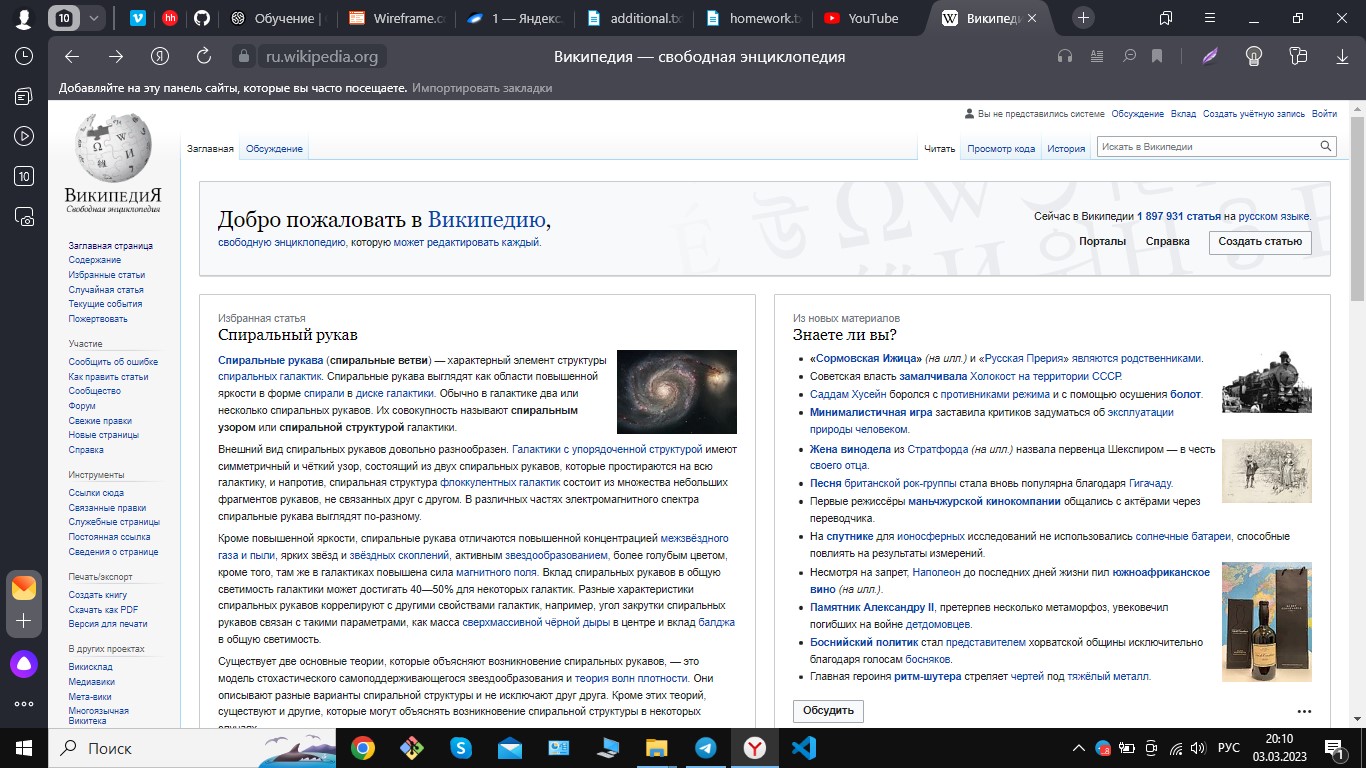 10
hh
Обучение |
Wireframe.c
1 — Яндекс.
additional.tx
homework.t
YouTube
Википеди
ru.wikipedia.org
Википедия — свободная энциклопедия
Добавляйте на эту панель сайты, которые вы часто посещаете. Импортировать закладки
10
ВИКИПЕДИЯ
Свободная энциклопедия
Вы не представились системе Обсуждение Вклад Создать учётную запись Войти
Заглавная Обсуждение
Читать Просмотр кода История
Искать в Википедии
Заглавная страница
Содержание
Избранные статьи
Случайная статья
Текущие события
Пожертвовать
Участие
Сообщить об ошибке
Как править статьи
Сообщество
Форум
Свежие правки
Новые страницы
Справка
Инструменты
Ссылки сюда
Связанные правки
Служебные страницы
Постоянная ссылка
Сведения о странице
Печать/экспорт
Создать книгу
Скачать как PDF
Версия для печати
В других проектах
Викисклад
Медиавики
Мета-вики
Многоязычная
Викитека
Добро пожаловать в Википедию,
свободную энциклопедию, которую может редактировать каждый.
Сейчас в Википедии 1 897 931 статья на русском языке.
Порталы Справка Создать статью
Избранная статья
Спиральный рукав
Спиральные рукава (спиральные ветви) — характерный элемент структуры
спиральных галактик. Спиральные рукава выглядят как области повышенной
яркости в форме спирали в диске галактики. Обычно в галактике два или
несколько спиральных рукавов. Их совокупность называют спиральным
узором или спиральной структурой галактики.
Внешний вид спиральных рукавов довольно разнообразен. Галактики с упорядоченной структурой имеют
симметричный и чёткий узор, состоящий из двух спиральных рукавов, которые простираются на всю
галактику, и напротив, спиральная структура флоккулентных галактик состоит из множества небольших
фрагментов рукавов, не связанных друг с другом. В различных частях электромагнитного спектра
спиральные рукава выглядят по-разному.
Кроме повышенной яркости, спиральные рукава отличаются повышенной концентрацией межзвёздного
газа и пыли, ярких звёзд и звёздных скоплений, активным звездообразованием, более голубым цветом,
кроме того, там же в галактиках повышена сила магнитного поля. Вклад спиральных рукавов в общую
светимость галактики может достигать 40—50% для некоторых галактик. Разные характеристики
спиральных рукавов коррелируют с другими свойствами галактик, например, угол закрутки спиральных
рукавов связан с такими параметрами, как масса сверхмассивной чёрной дыры в центре и вклад балджа
в общую светимость.
Существует две основные теории, которые объясняют возникновение спиральных рукавов, — это
модель стохастического самоподдерживающегося звездообразования и теория волн плотности. Они
описывают разные варианты спиральной структуры и не исключают друг друга. Кроме этих теорий,
существуют и другие, которые могут объяснять возникновение спиральной структуры в некоторых
случаях.
Из новых материалов
Знаете ли вы?
«Сормовская Ижица» (на илл.) и «Русская Прерия» являются родственниками.
Советская власть замалчивала Холокост на территории СССР.
Саддам Хусейн боролся с противниками режима и с помощью осушения болот.
Минималистичная игра заставила критиков задуматься об эксплуатации
природы человеком.
Жена винодела из Стратфорда (на илл.) назвала первенца Шекспиром — в честь
своего отца.
Песня британской рок-группы стала вновь популярна благодаря Гигачаду.
Первые режиссёры маньчжурской кинокомпании общались с актёрами через
переводчика.
На спутнике для ионосферных исследований не использовались солнечные батареи, способные
повлиять на результаты измерений.
Несмотря на запрет, Наполеон до последних дней жизни пил южноафриканское
вино (на илл.).
Памятник Александру II, претерпев несколько метаморфоз, увековечил
погибших на войне детдомовцев.
Боснийский политик стал представителем хорватской общины исключительно
благодаря голосам босняков.
Главная героиня ритм-шутера стреляет чертей под тяжёлый металл.
Обсудить
Поиск
РУС
20:10
03.03.2023
1